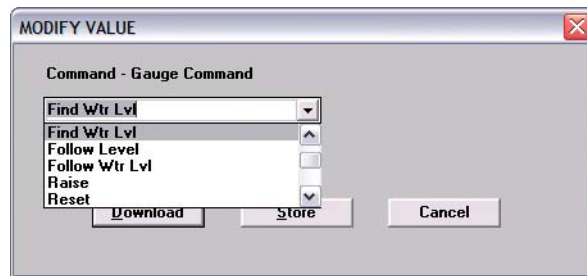 MODIFY VALUE
Command - Gauge Command
Find Wtr Lvl
Find Wtr Lvl
Follow Level
Follow Wtr Lvl
Raise
Reset
Download Store Cancel